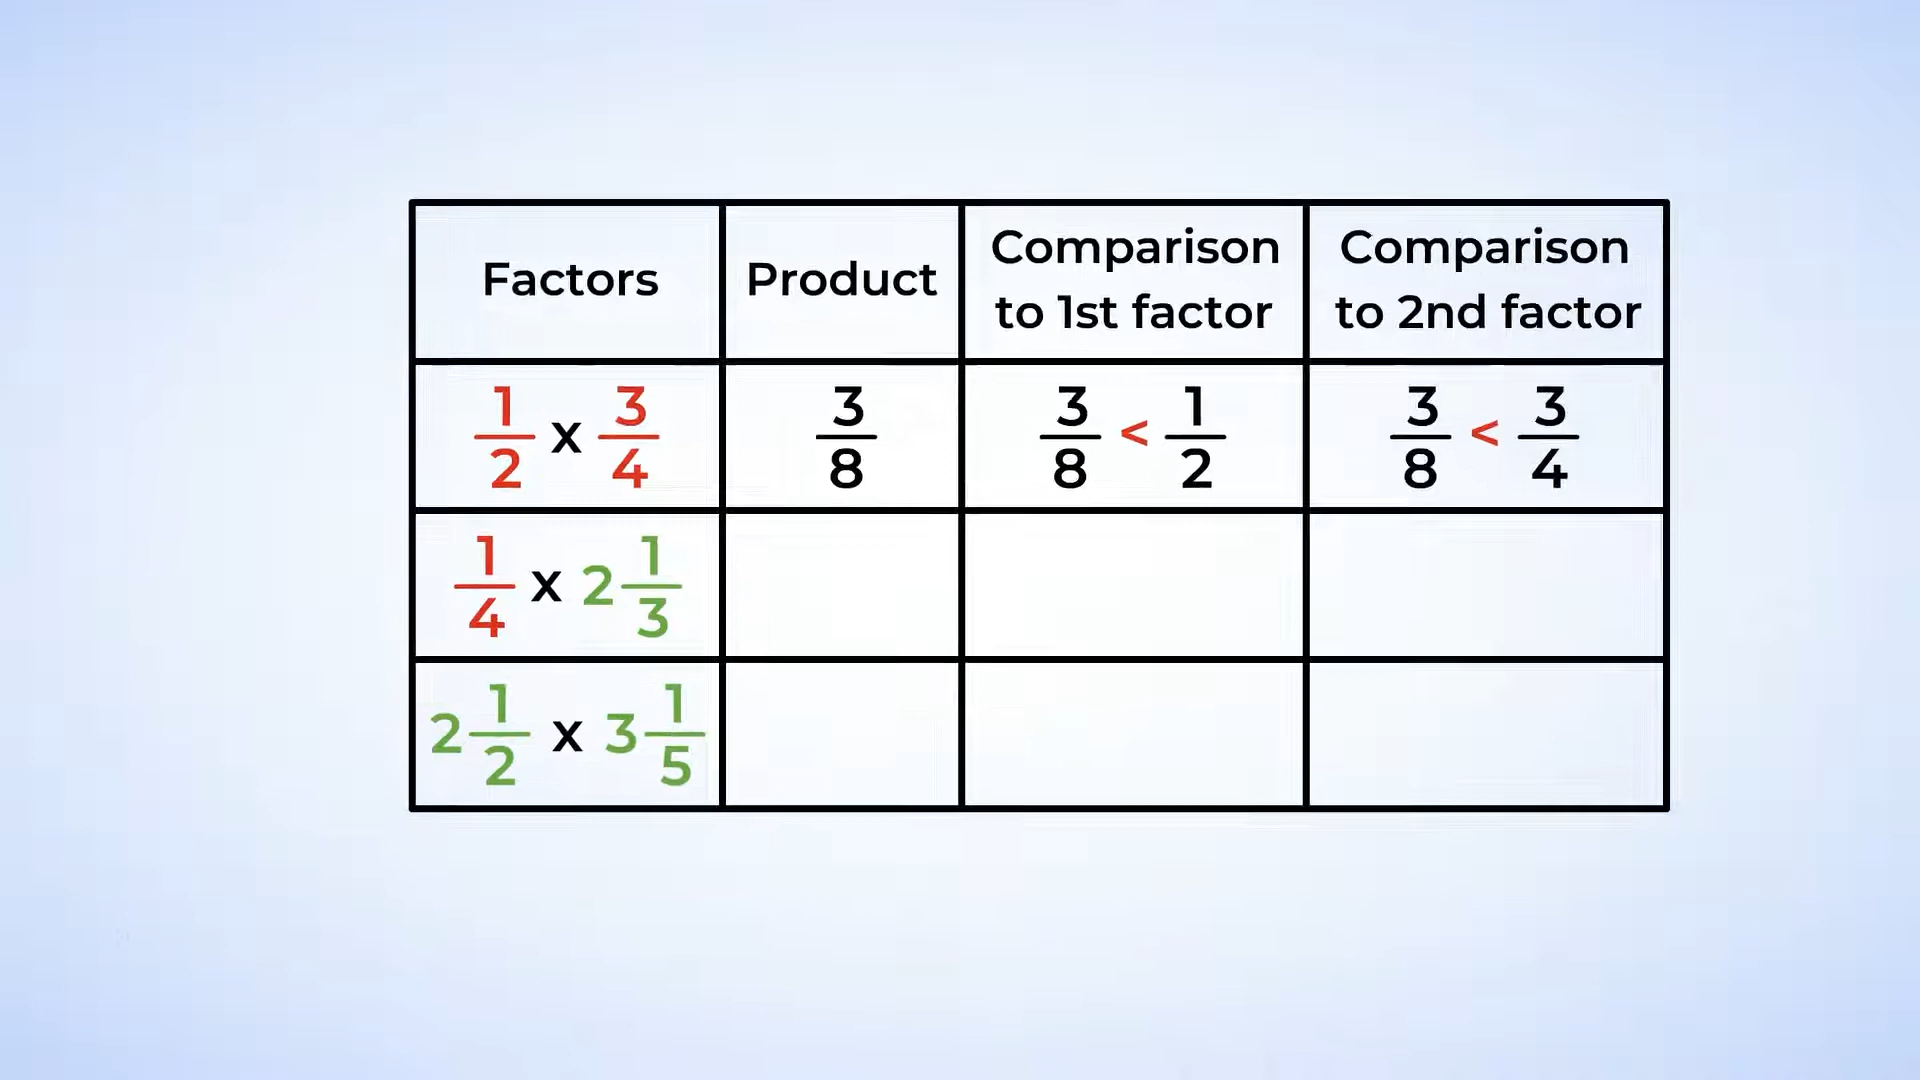 Factors
Product
Comparison
to 1st factor
Comparison
to 2nd factor
1/2 x 3/4
3/8
3/8 < 1/2
3/8 < 3/4
1/4 x 2 1/3
2 1/2 x 3 1/5